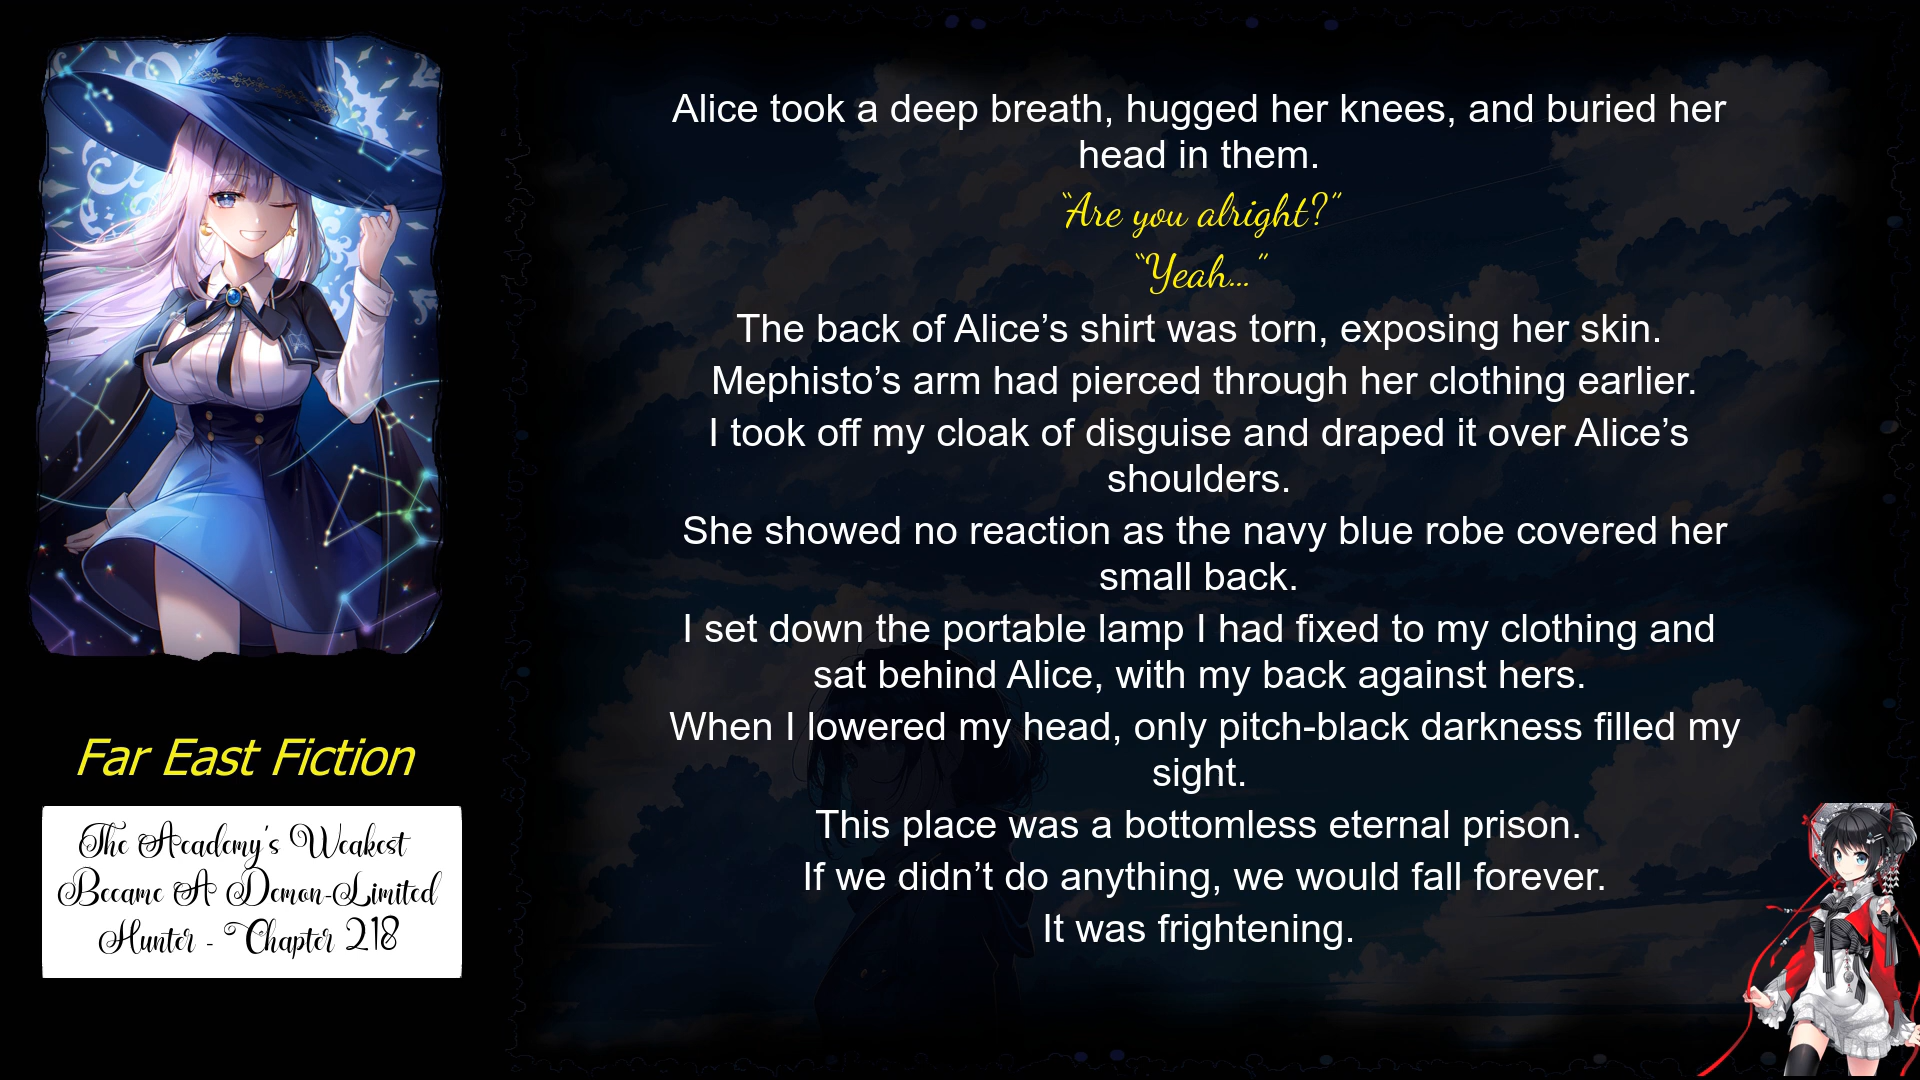 Alice took a deep breath, hugged her knees, and buried her
head in them.
“Are you alright?”
“Yeah...”
The back of Alice’s shirt was torn, exposing her skin.
Mephisto’s arm had pierced through her clothing earlier.
I took off my cloak of disguise and draped it over Alice’s
shoulders.
She showed no reaction as the navy blue robe covered her
small back.
I set down the portable lamp I had fixed to my clothing and
sat behind Alice, with my back against hers.
When I lowered my head, only pitch-black darkness filled my
sight.
This place was a bottomless eternal prison.
If we didn’t do anything, we would fall forever.
It was frightening.
Far East Fiction
The Academy's Weakest
Became A Demon-Limited
Hunter - Chapter 218